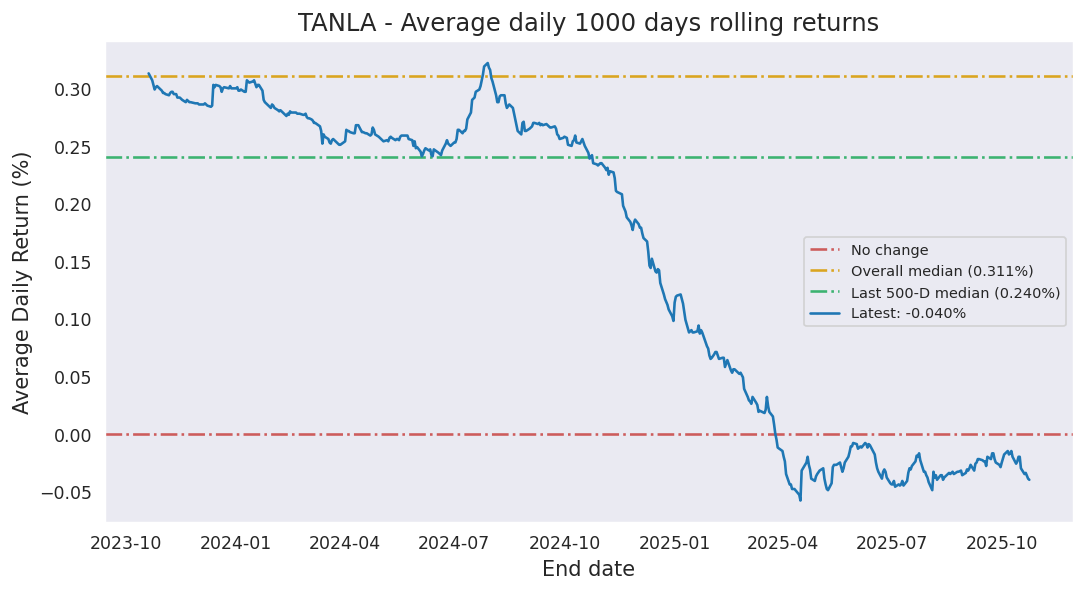 TANLA - Average daily 1000 days rolling returns
Average Daily Return (%)
0.30
0.25
0.20
0.15
0.10
0.05
0.00
−0.05
No change
Overall median (0.311%)
Last 500-D median (0.240%)
Latest: -0.040%
2023-10 2024-01 2024-04 2024-07 2024-10 2025-01 2025-04 2025-07 2025-10
End date